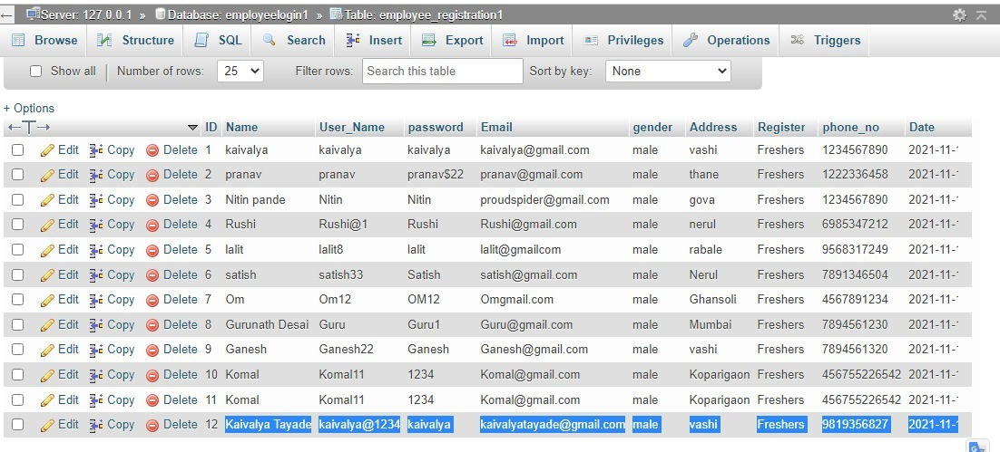 Server: 127.0.0.1 » Database: employeelogin1 » Table: employee_registration1
Browse Structure SQL Search Insert Export Import Privileges Operations Triggers
Show all Number of rows: 25 Filter rows: Search this table Sort by key: None
+ Options
ID Name User_Name password Email gender Address Register phone_no Date
Edit Copy Delete 1 kaivalya kaivalya kaivalya kaivalya@gmail.com male vashi Freshers 1234567890 2021-11-
Edit Copy Delete 2 pranav pranav pranav$22 pranav@gmail.com male thane Freshers 1222336458 2021-11-
Edit Copy Delete 3 Nitin pande Nitin Nitin proudspider@gmail.com male gova Freshers 1234567890 2021-11-
Edit Copy Delete 4 Rushi Rushi@1 Rushi Rushi@gmail.com male nerul Freshers 6985347212 2021-11-
Edit Copy Delete 5 lalit lalit8 lalit lalit@gmailcom male rabale Freshers 9568317249 2021-11-
Edit Copy Delete 6 satish satish33 Satish satish@gmail.com male Nerul Freshers 7891346504 2021-11-
Edit Copy Delete 7 Om Om12 OM12 Omgmail.com male Ghansoli Freshers 4567891234 2021-11-
Edit Copy Delete 8 Gurunath Desai Guru Guru1 Guru@gmail.com male Mumbai Freshers 7894561230 2021-11-
Edit Copy Delete 9 Ganesh Ganesh22 Ganesh Ganesh@gmail.com male vashi Freshers 7894561320 2021-11-
Edit Copy Delete 10 Komal Komal11 1234 Komal@gmail.com male Koparigaon Freshers 456755226542 2021-11-
Edit Copy Delete 11 Komal Komal11 1234 Komal@gmail.com male Koparigaon Freshers 456755226542 2021-11-
Edit Copy Delete 12 Kaivalya Tayade kaivalya@1234 kaivalya kaivalyatayade@gmail.com male vashi Freshers 9819356827 2021-11-